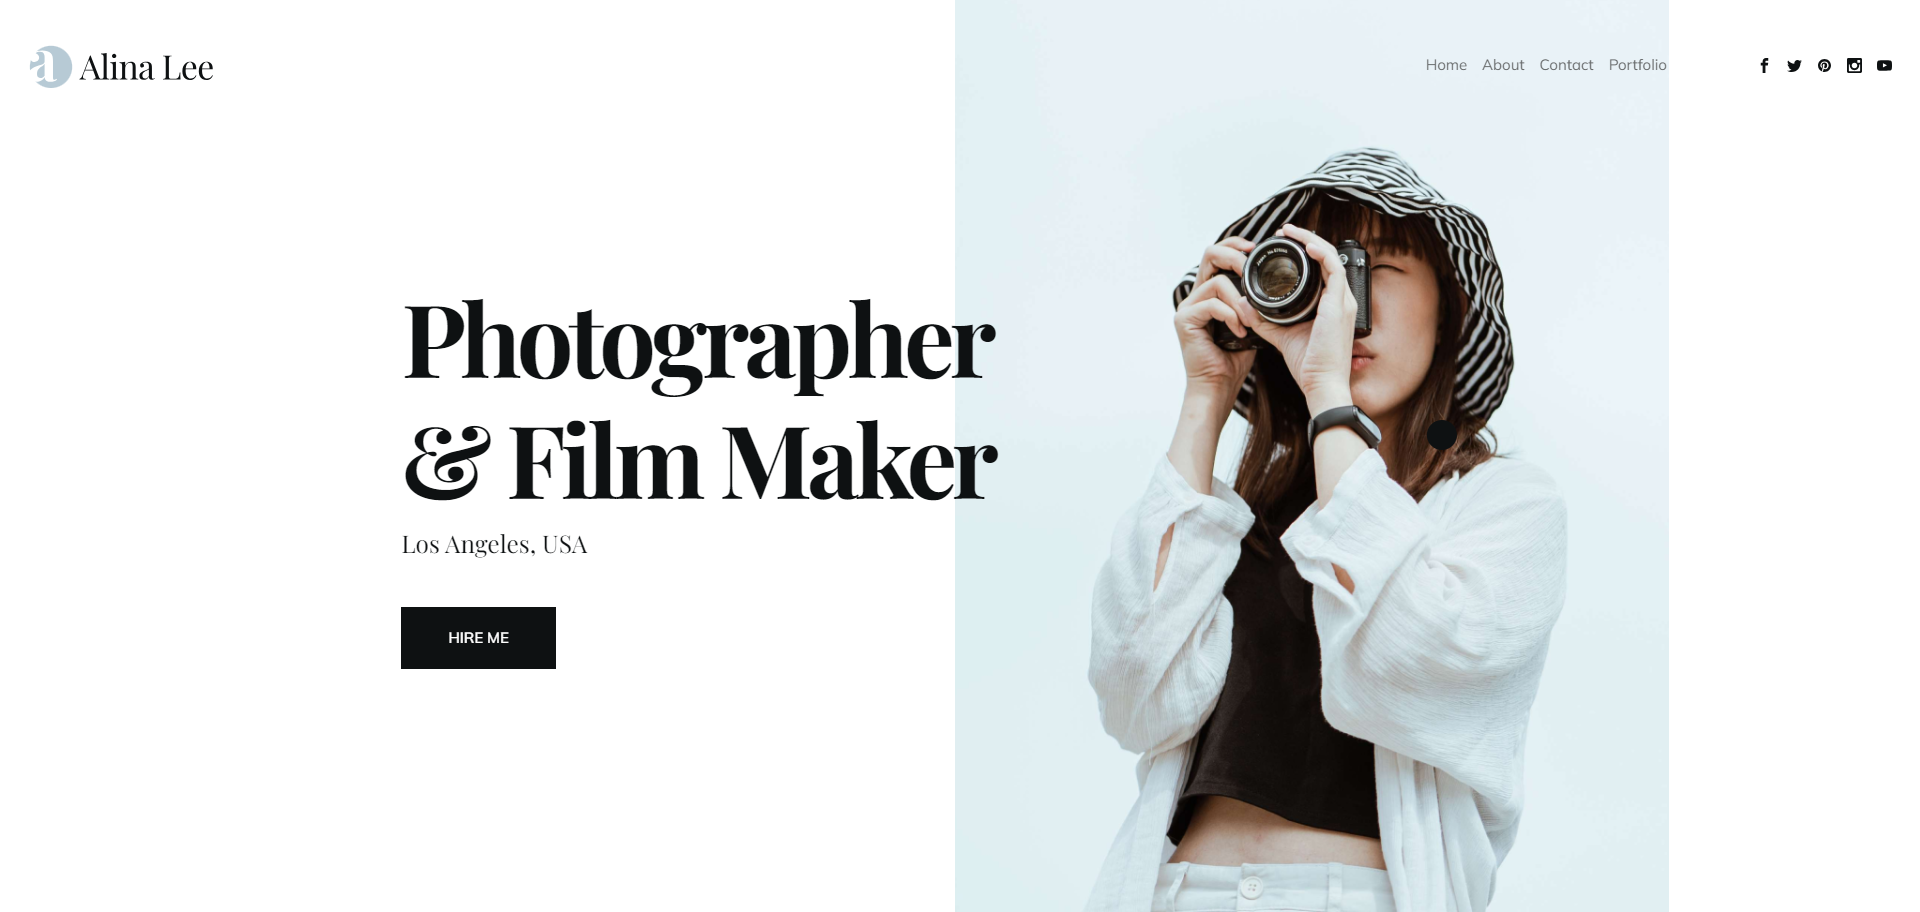 a Alina Lee
Home About Contact Portfolio
Photographer
& Film Maker
Los Angeles, USA
HIRE ME